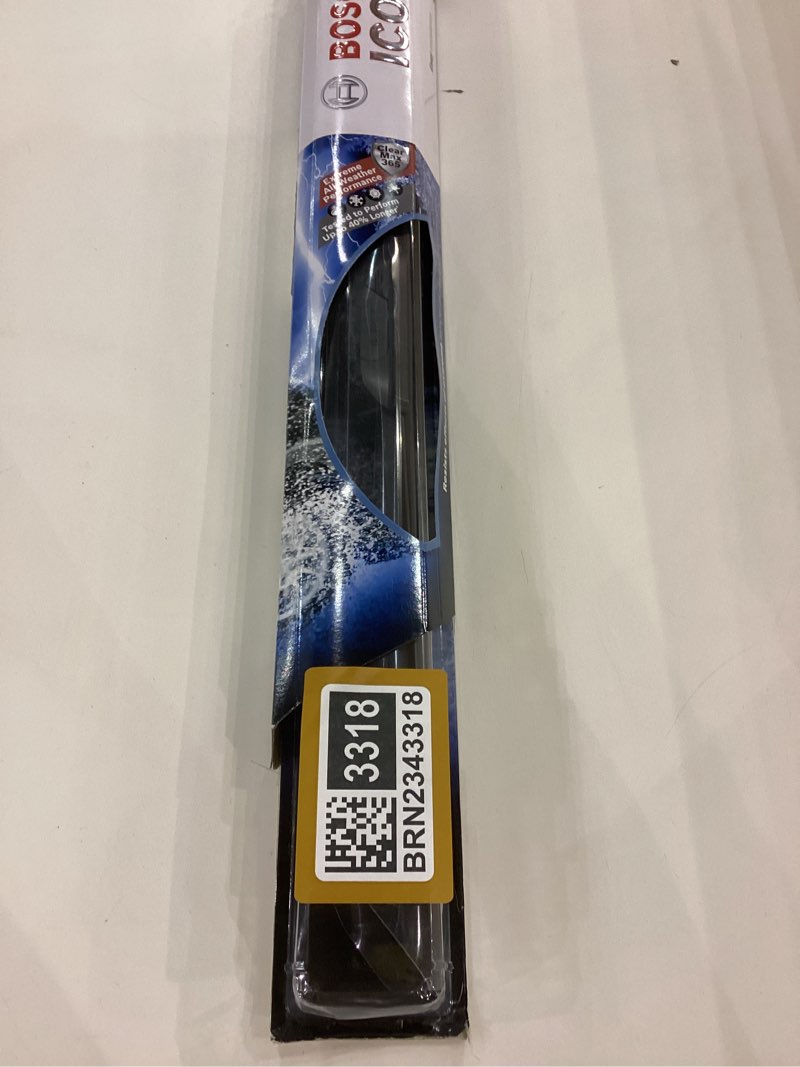 BOS
ICO
Clear
Max
365
Extreme
All-Weather
Performance
Tested to Perform
Up to 40% Longer
3318
BRN2343318